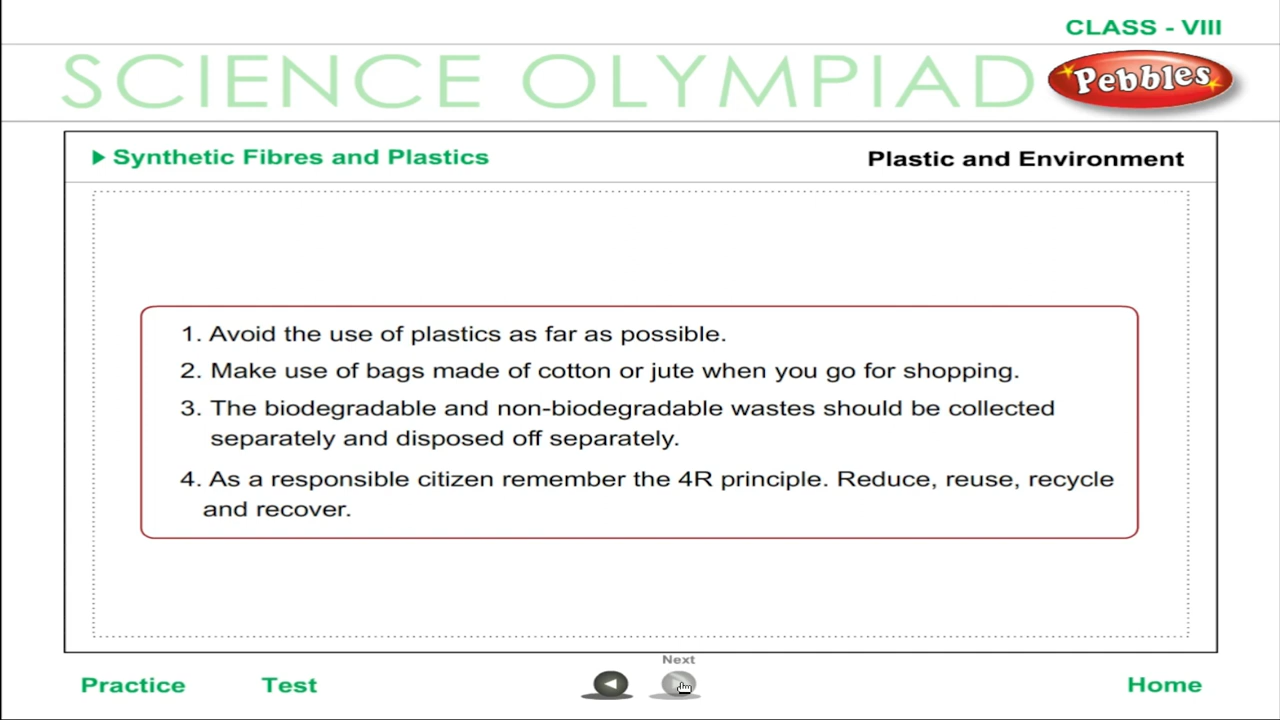 CLASS - VIII
SCIENCE OLYMPIAD
Pebbles
Synthetic Fibres and Plastics
Plastic and Environment
1. Avoid the use of plastics as far as possible.
2. Make use of bags made of cotton or jute when you go for shopping.
3. The biodegradable and non-biodegradable wastes should be collected
separately and disposed off separately.
4. As a responsible citizen remember the 4R principle. Reduce, reuse, recycle
and recover.
Next
Practice
Test
Home